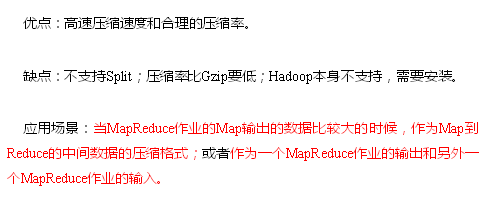 优点：高速压缩速度和合理的压缩率。
缺点：不支持Split；压缩率比Gzip要低；Hadoop本身不支持，需要安装。
应用场景：当MapReduce作业的Map输出的数据比较大的时候，作为Map到
Reduce的中间数据的压缩格式；或者作为一个MapReduce作业的输出和另外一
个MapReduce作业的输入。